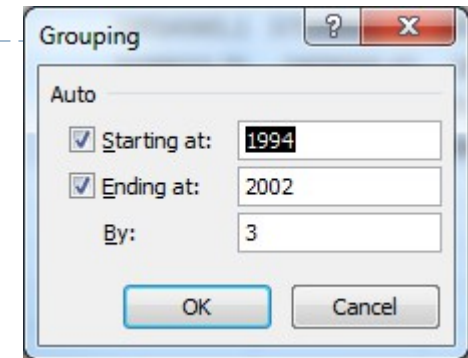 Grouping
Auto
Starting at: 1994
Ending at: 2002
By: 3
OK Cancel